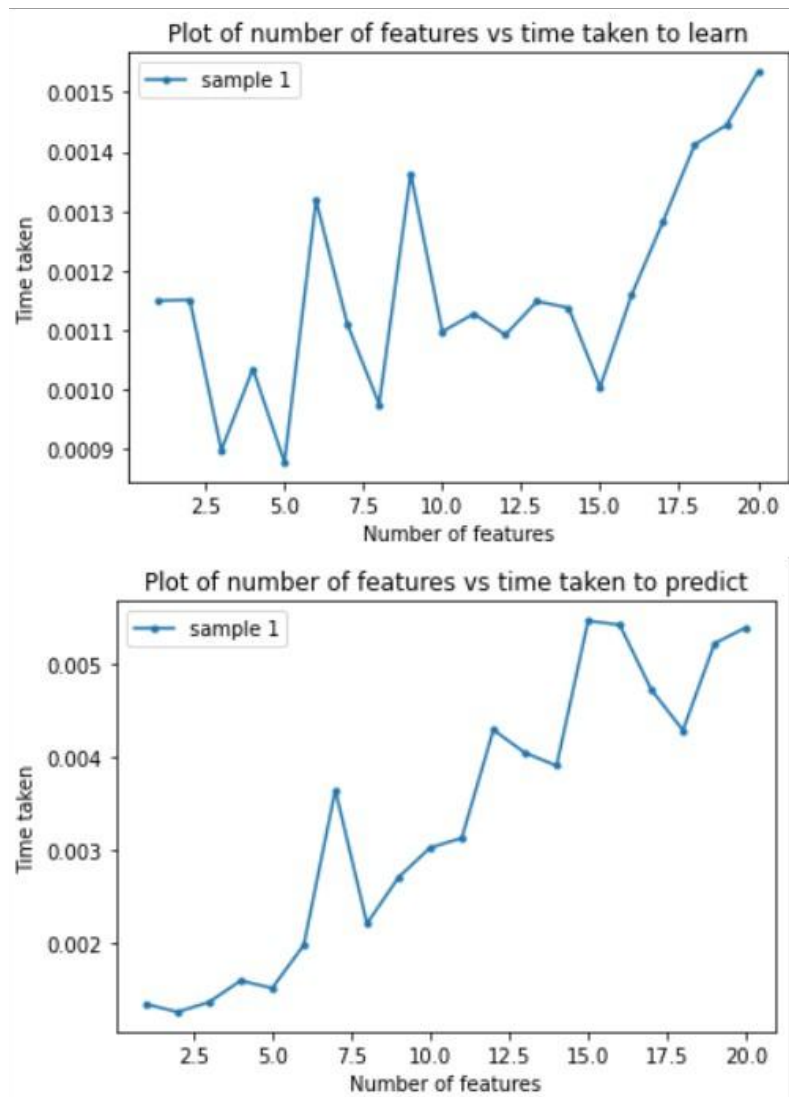 Plot of number of features vs time taken to learn
sample 1
0.0015
0.0014
0.0013
0.0012
0.0011
0.0010
0.0009
Time taken
2.5 5.0 7.5 10.0 12.5 15.0 17.5 20.0
Number of features
Plot of number of features vs time taken to predict
sample 1
0.005
0.004
0.003
0.002
Time taken
2.5 5.0 7.5 10.0 12.5 15.0 17.5 20.0
Number of features